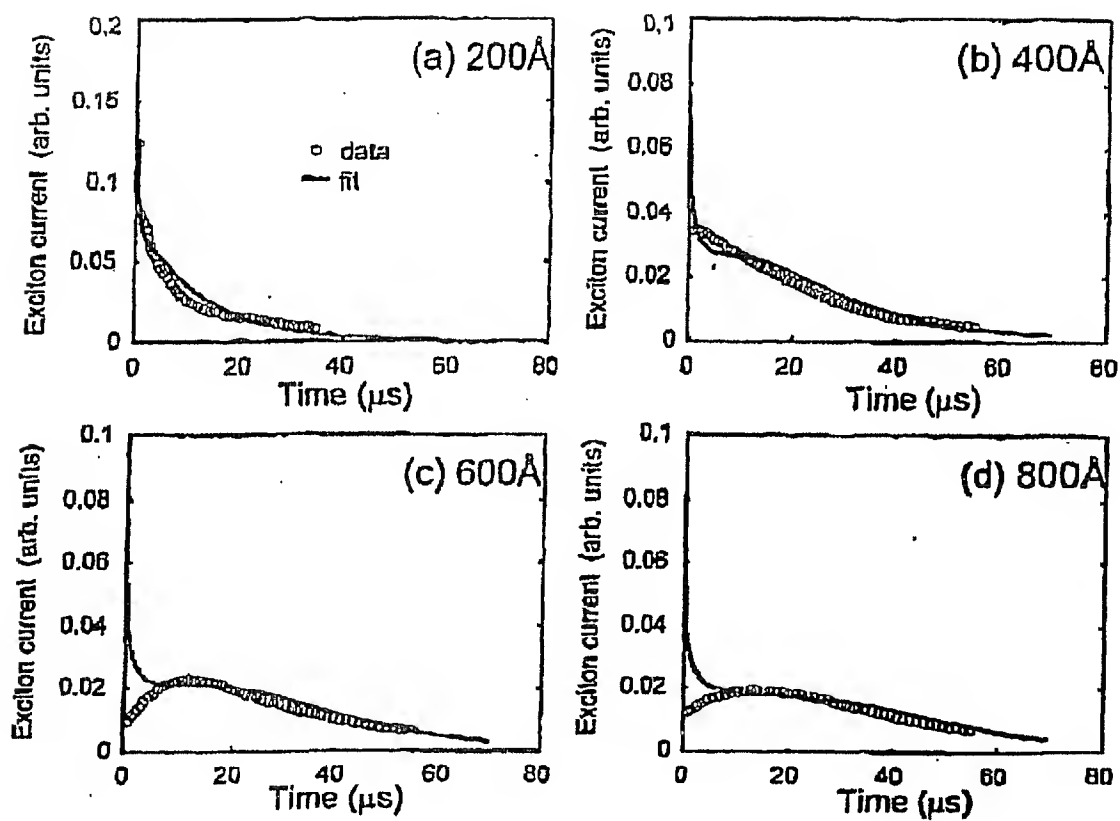 (a) 200Å
Exciton current (arb. units)
0.2
0.15
0.1
0.05
0
data
fit
0 20 40 60 80
Time (μs)
(b) 400Å
Exciton current (arb. units)
0.1
0.08
0.06
0.04
0.02
0
0 20 40 60 80
Time (μs)
(c) 600Å
Exciton current (arb. units)
0.1
0.08
0.06
0.04
0.02
0
0 20 40 60 80
Time (μs)
(d) 800Å
Exciton current (arb. units)
0.1
0.08
0.06
0.04
0.02
0
0 20 40 60 80
Time (μs)